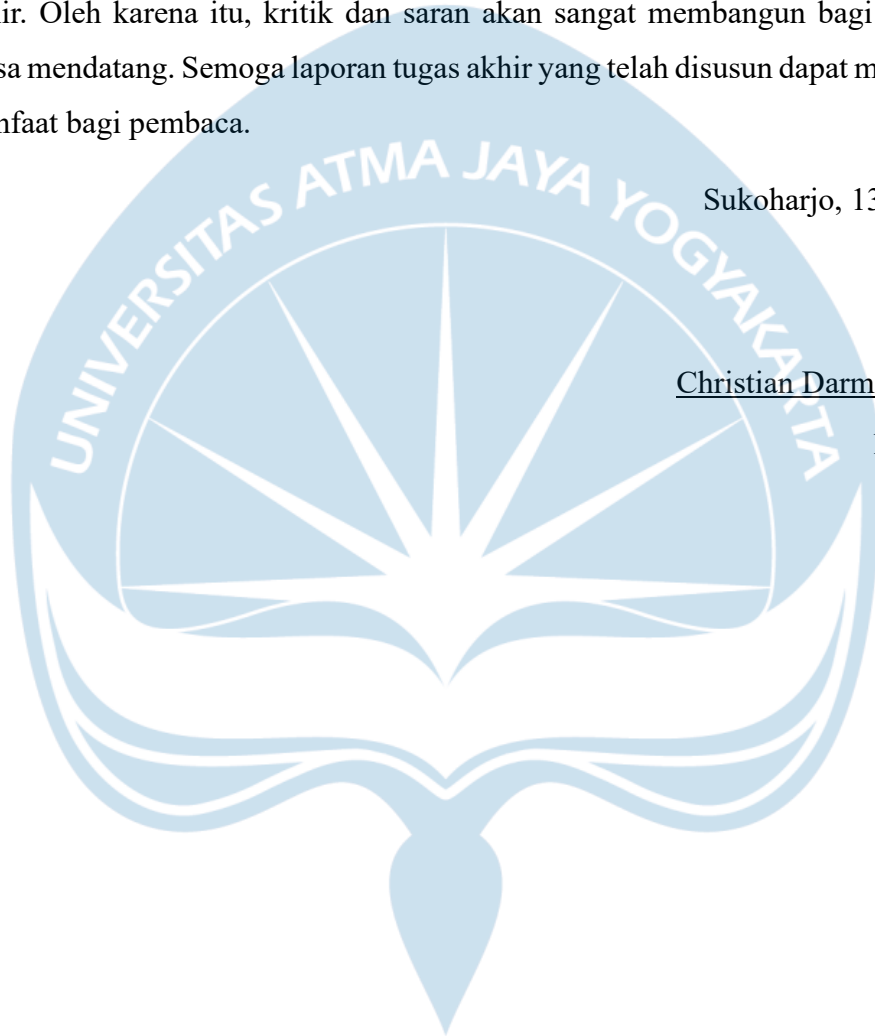 ir. Oleh karena itu, kritik dan saran akan sangat membangun bagi
sa mendatang. Semoga laporan tugas akhir yang telah disusun dapat m
nfaat bagi pembaca.
UNIVERSITAS ATMA JAYA YOGYAKARTA
Sukoharjo, 13
Christian Darm